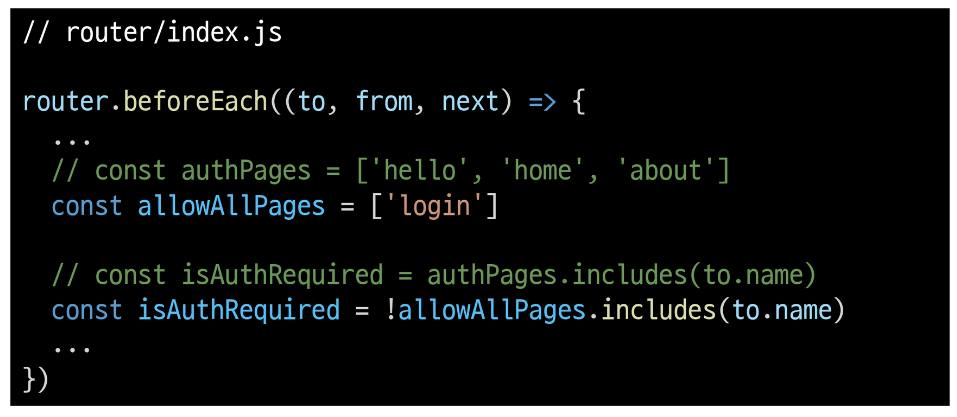 // router/index.js
router.beforeEach((to, from, next) => {
...
// const authPages = ['hello', 'home', 'about']
const allowAllPages = ['login']
// const isAuthRequired = authPages.includes(to.name)
const isAuthRequired = !allowAllPages.includes(to.name)
...
})